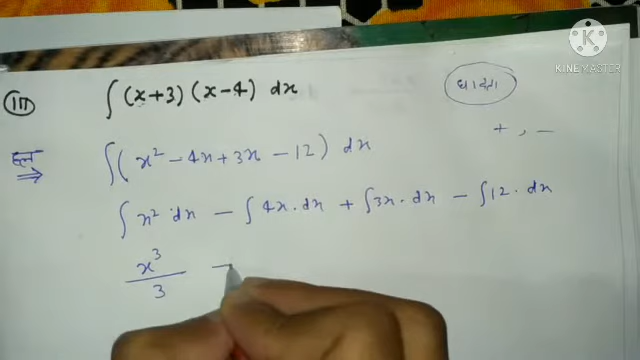 (III) ∫ (x+3) (x-4) dx
हल ⇒ ∫ (x² - 4x + 3x - 12) dx
+ , -
∫ x² dx - ∫ 4x · dx + ∫ 3x · dx - ∫ 12 · dx
x³/3 -
K
KINEMASTER